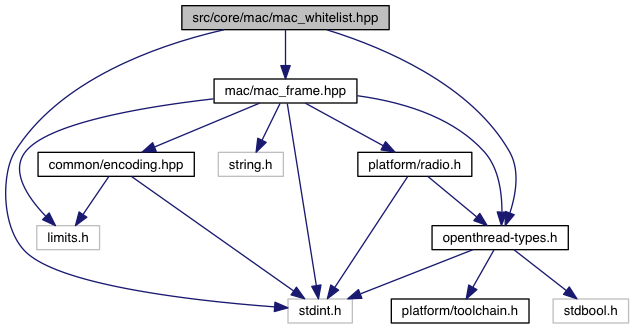 src/core/mac/mac_whitelist.hpp
mac/mac_frame.hpp
common/encoding.hpp
string.h
platform/radio.h
limits.h
openthread-types.h
stdint.h
platform/toolchain.h
stdbool.h